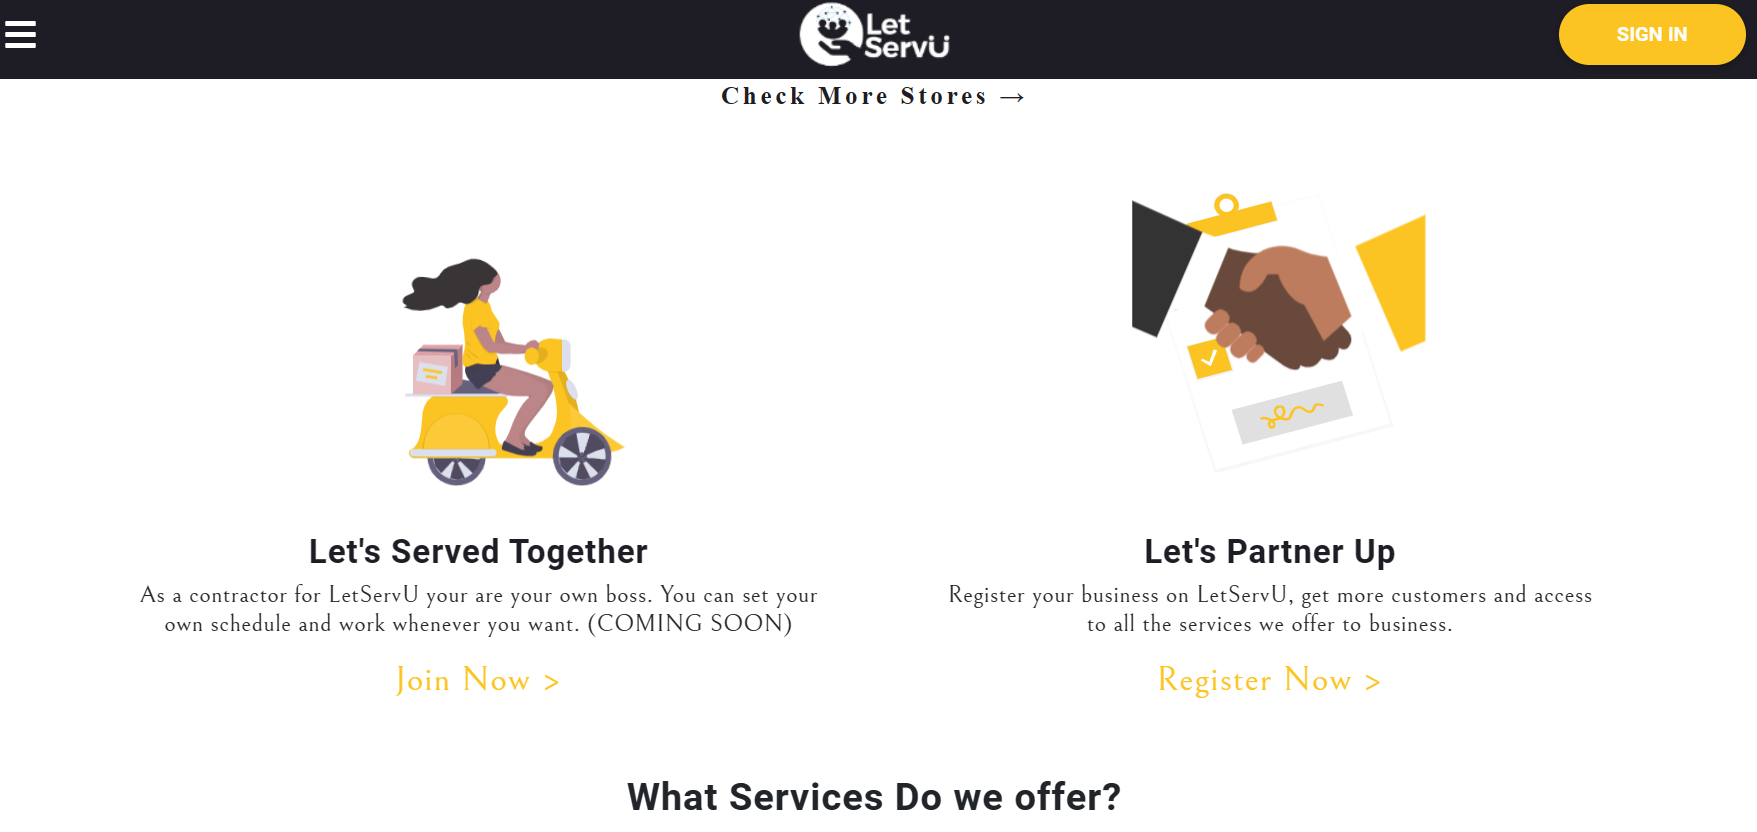 Let
ServU
SIGN IN
Check More Stores →
Let's Served Together
As a contractor for LetServU your are your own boss. You can set your
own schedule and work whenever you want. (COMING SOON)
Join Now >
Let's Partner Up
Register your business on LetServU, get more customers and access
to all the services we offer to business.
Register Now >
What Services Do we offer?